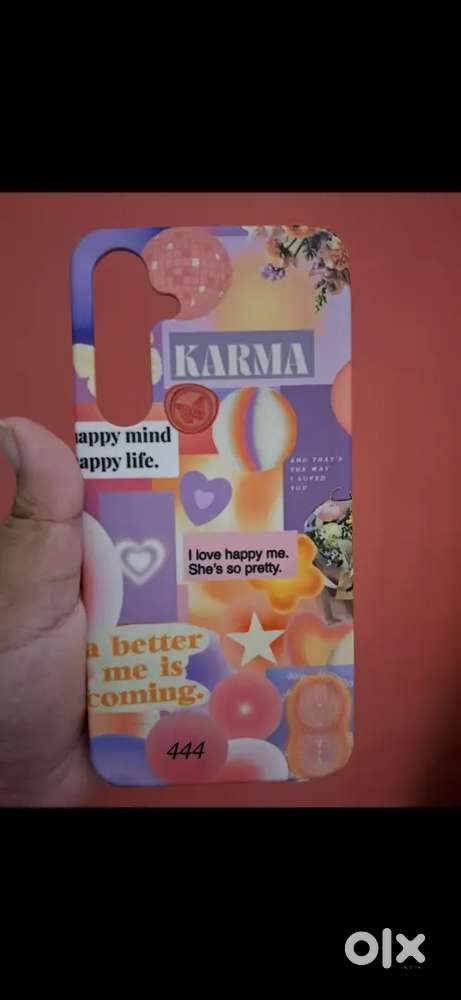 KARMA
appy mind
appy life.
AND THAT'S
THE WAY
I LOVED
YOU
I love happy me.
She's so pretty.
a better
me is
coming.
444
olx
INDIA